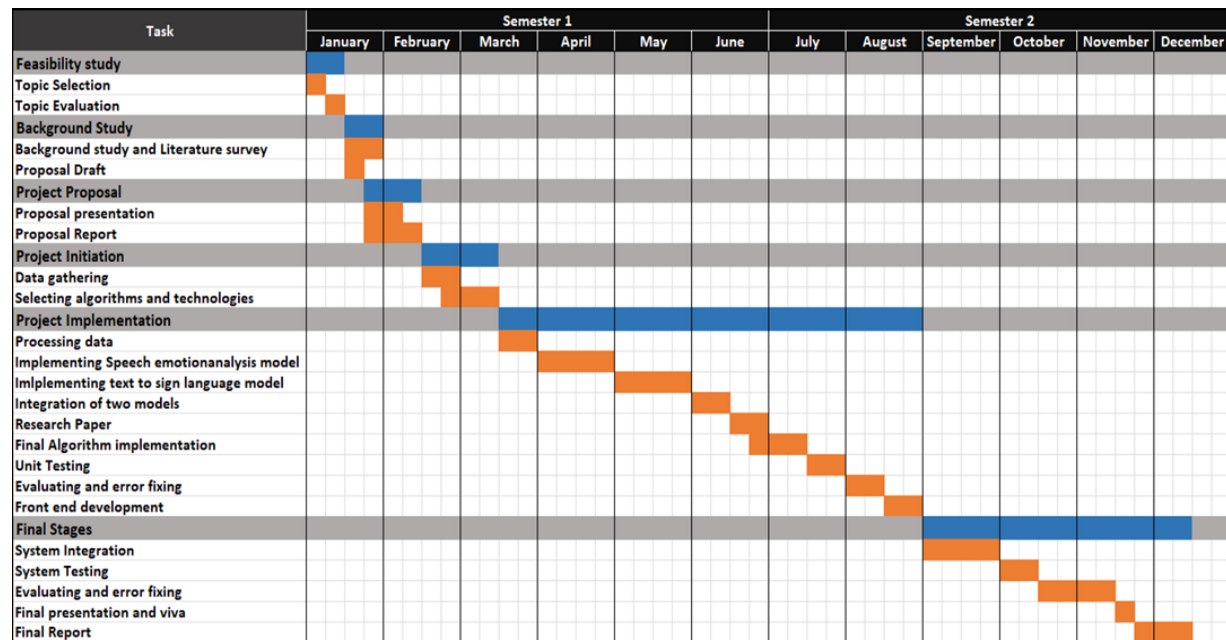 Task
Semester 1
Semester 2
January February March April May June July August September October November December
Feasibility study
Topic Selection
Topic Evaluation
Background Study
Background study and Literature survey
Proposal Draft
Project Proposal
Proposal presentation
Proposal Report
Project Initiation
Data gathering
Selecting algorithms and technologies
Project Implementation
Processing data
Implementing Speech emotionanalysis model
Imlplementing text to sign language model
Integration of two models
Research Paper
Final Algorithm implementation
Unit Testing
Evaluating and error fixing
Front end development
Final Stages
System Integration
System Testing
Evaluating and error fixing
Final presentation and viva
Final Report